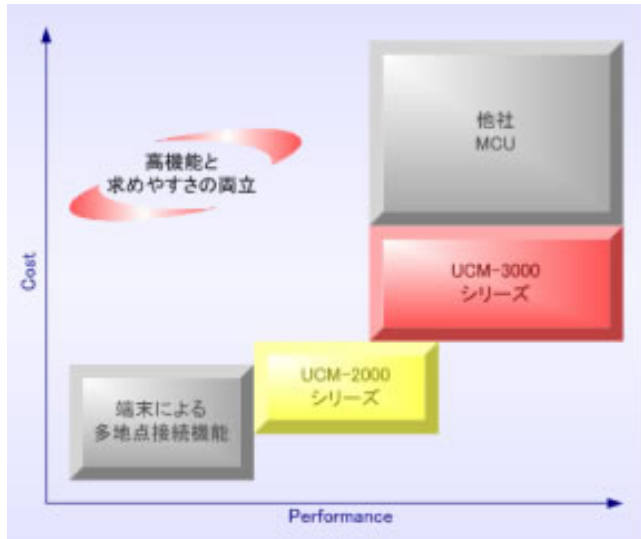 他社
MCU
高機能と
求めやすさの両立
UCM-3000
シリーズ
Cost
UCM-2000
シリーズ
端末による
多地点接続機能
Performance